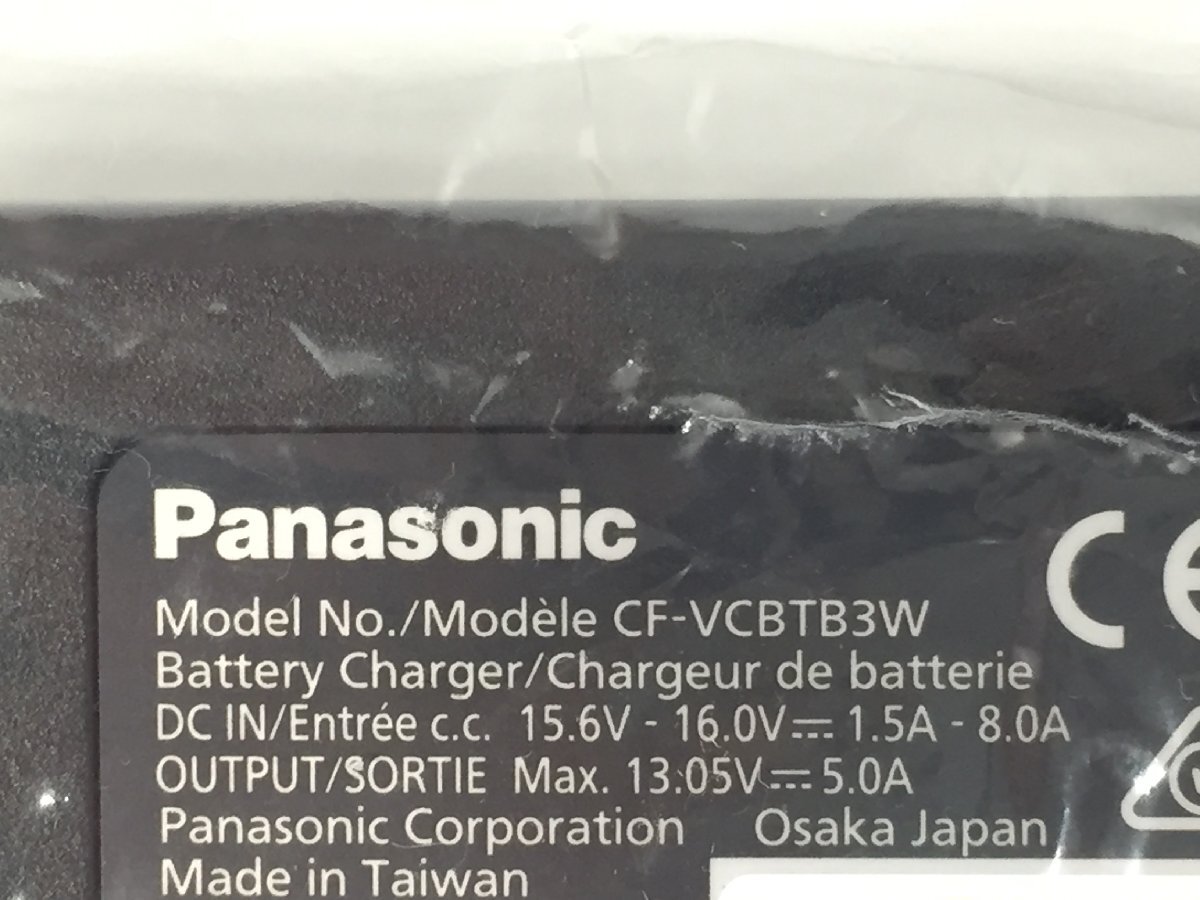 Panasonic
Model No./Modèle CF-VCBTB3W
Battery Charger/Chargeur de batterie
DC IN/Entrée c.c. 15.6V - 16.0V⎓ 1.5A - 8.0A
OUTPUT/SORTIE Max. 13.05V⎓5.0A
Panasonic Corporation Osaka Japan
Made in Taiwan
CE